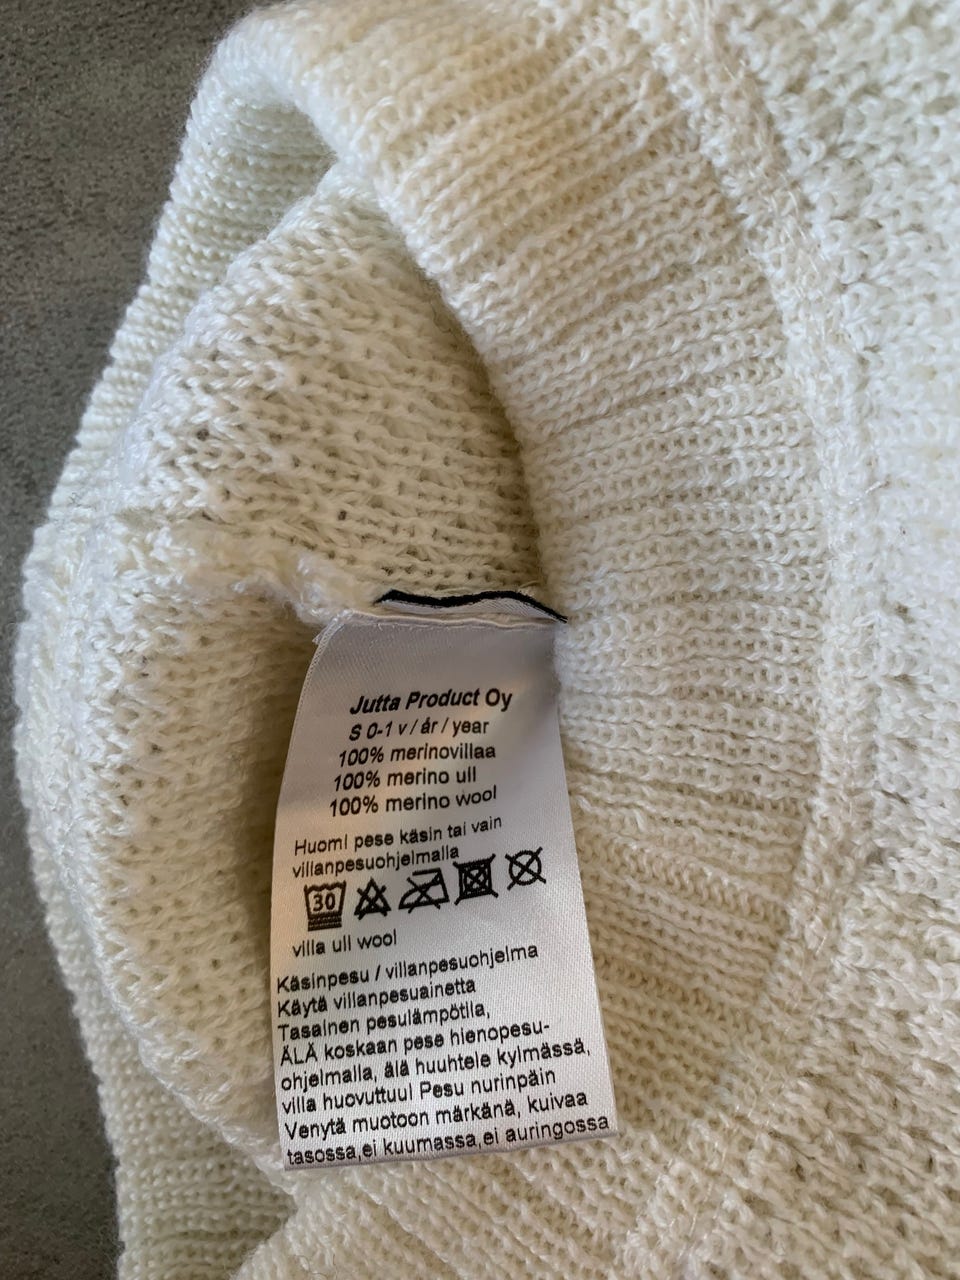 Jutta Product Oy
S 0-1 v / år / year
100% merinovillaa
100% merino ull
100% merino wool
Huomi pese käsin tai vain
villanpesuohjelmalla
30
villa ull wool
Käsinpesu / villanpesuohjelma
Käytä villanpesuainetta
Tasainen pesulämpötila,
ÄLÄ koskaan pese hienopesu-
ohjelmalla, älä huuhtele kylmässä,
villa huovuttuu! Pesu nurinpäin
Venytä muotoon märkänä, kuivaa
tasossa,ei kuumassa,ei auringossa